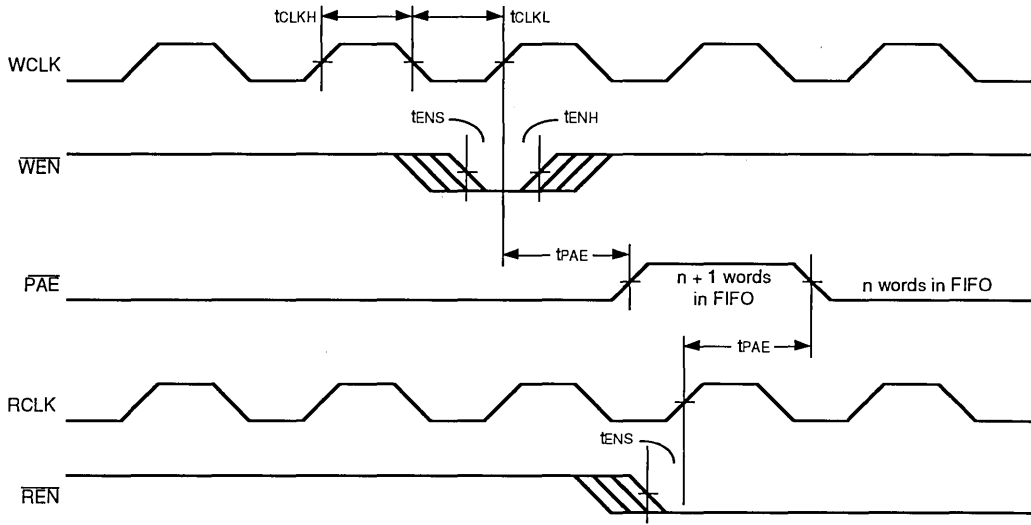 tCLKH
tCLKL
WCLK
tENS
tENH
WEN
tPAE
PAE
n + 1 words
in FIFO
n words in FIFO
tPAE
RCLK
tENS
REN